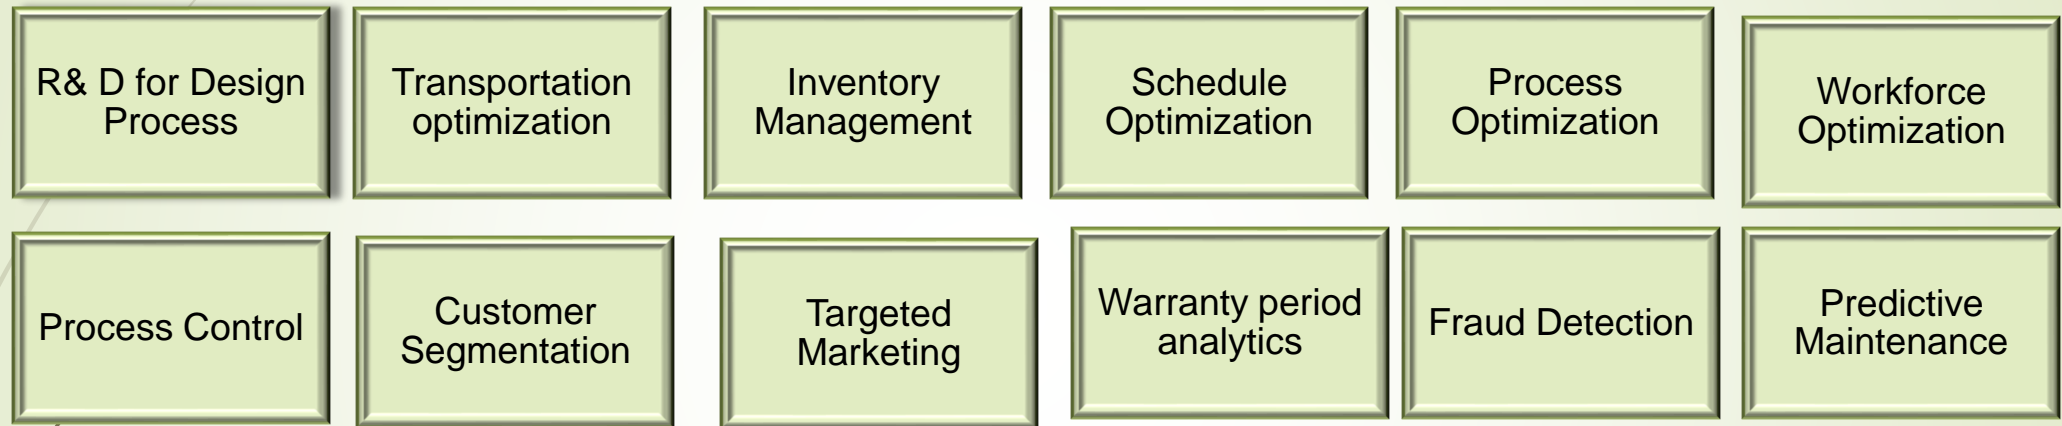 R& D for Design
Process
Transportation
optimization
Inventory
Management
Schedule
Optimization
Process
Optimization
Workforce
Optimization
Process Control
Customer
Segmentation
Targeted
Marketing
Warranty period
analytics
Fraud Detection
Predictive
Maintenance